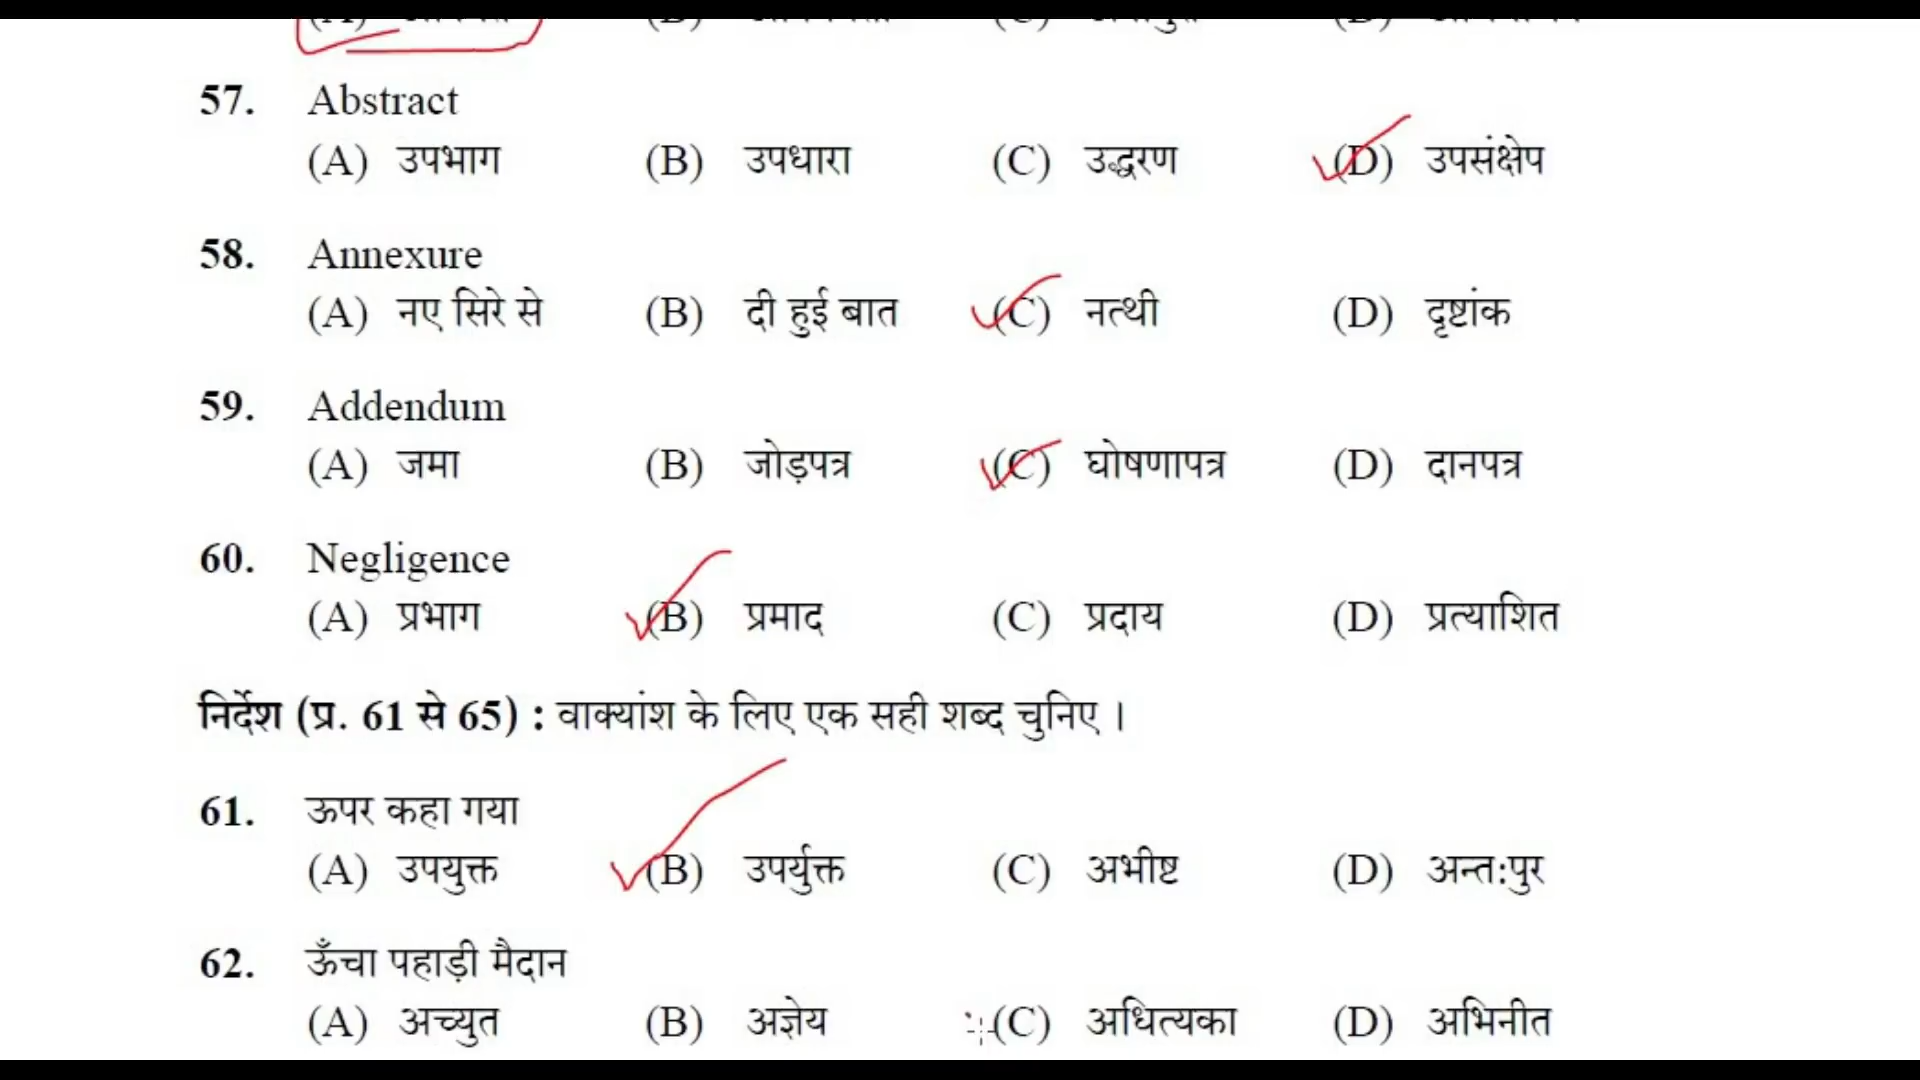 57. Abstract
(A) उपभाग (B) उपधारा (C) उद्धरण (D) उपसंक्षेप
58. Annexure
(A) नए सिरे से (B) दी हुई बात (C) नत्थी (D) दृष्टांक
59. Addendum
(A) जमा (B) जोड़पत्र (C) घोषणापत्र (D) दानपत्र
60. Negligence
(A) प्रभाग (B) प्रमाद (C) प्रदाय (D) प्रत्याशित
निर्देश (प्र. 61 से 65) : वाक्यांश के लिए एक सही शब्द चुनिए ।
61. ऊपर कहा गया
(A) उपयुक्त (B) उपर्युक्त (C) अभीष्ट (D) अन्त:पुर
62. ऊँचा पहाड़ी मैदान
(A) अच्युत (B) अज्ञेय (C) अधित्यका (D) अभिनीत